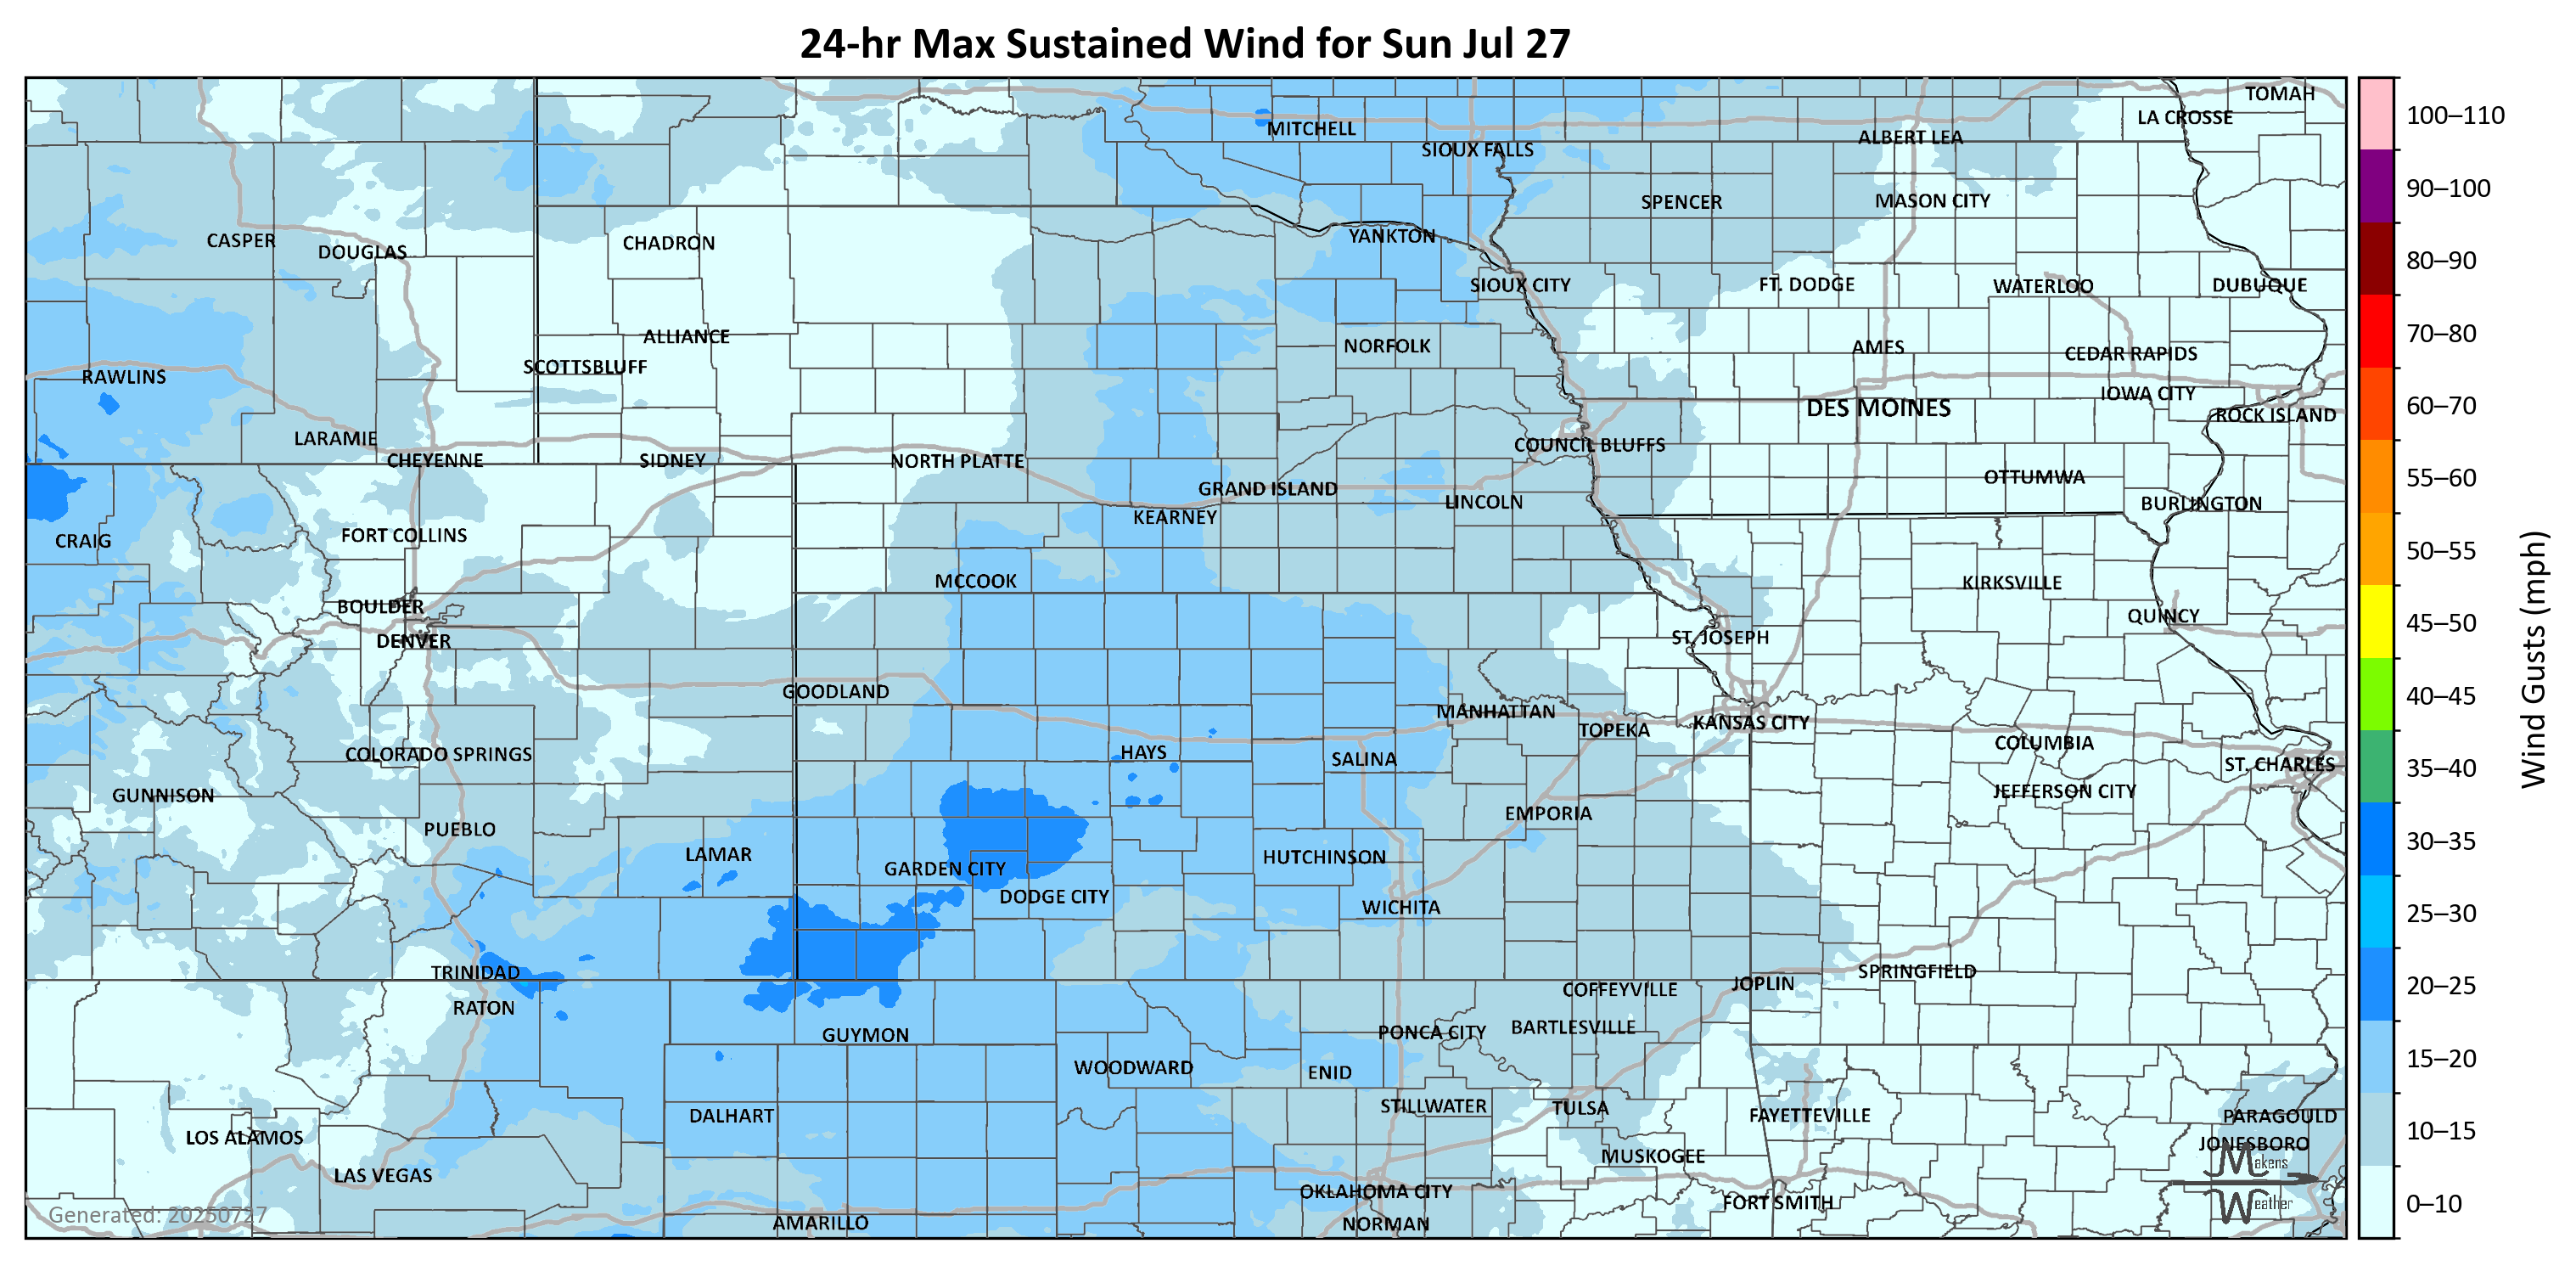 24-hr Max Sustained Wind for Sun Jul 27
TOMAH
LA CROSSE
MITCHELL
ALBERT LEA
SIOUX FALLS
SPENCER
MASON CITY
CASPER
DOUGLAS
CHADRON
YANKTON
SIOUX CITY
FT. DODGE
WATERLOO
DUBUQUE
ALLIANCE
NORFOLK
AMES
CEDAR RAPIDS
SCOTTSBLUFF
RAWLINS
IOWA CITY
DES MOINES
ROCK ISLAND
LARAMIE
COUNCIL BLUFFS
CHEYENNE
SIDNEY
NORTH PLATTE
OTTUMWA
GRAND ISLAND
LINCOLN
BURLINGTON
KEARNEY
FORT COLLINS
CRAIG
MCCOOK
KIRKSVILLE
BOULDER
QUINCY
DENVER
ST. JOSEPH
GOODLAND
MANHATTAN
TOPEKA
KANSAS CITY
COLUMBIA
COLORADO SPRINGS
HAYS
SALINA
ST. CHARLES
GUNNISON
JEFFERSON CITY
EMPORIA
PUEBLO
LAMAR
HUTCHINSON
GARDEN CITY
DODGE CITY
WICHITA
TRINIDAD
SPRINGFIELD
JOPLIN
COFFEYVILLE
RATON
BARTLESVILLE
PONCA CITY
GUYMON
WOODWARD
ENID
STILLWATER
TULSA
DALHART
FAYETTEVILLE
PARAGOULD
LOS ALAMOS
JONESBORO
MUSKOGEE
LAS VEGAS
OKLAHOMA CITY
FORT SMITH
AMARILLO
NORMAN
Generated: 20250727
Makens
Weather
100–110
90–100
80–90
70–80
60–70
55–60
50–55
45–50
40–45
35–40
30–35
25–30
20–25
15–20
10–15
0–10
Wind Gusts (mph)